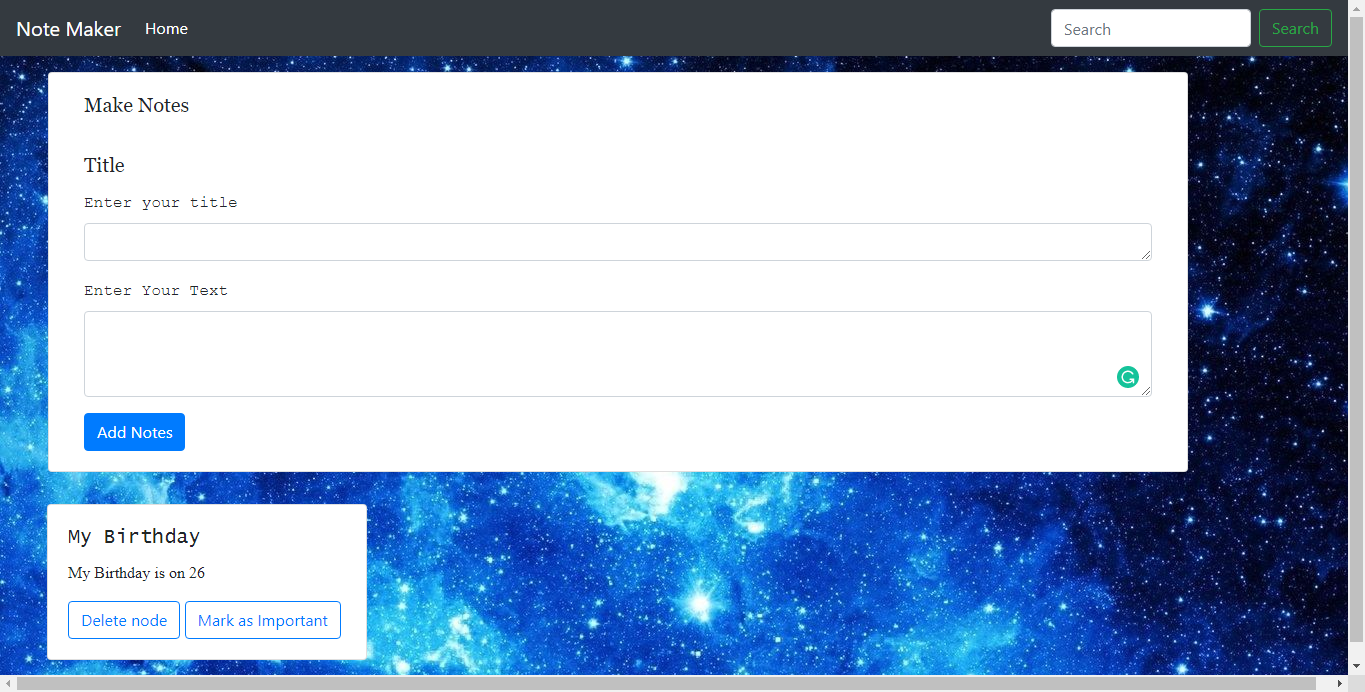 Note Maker Home Search Search
Make Notes
Title
Enter your title
Enter Your Text
Add Notes
My Birthday
My Birthday is on 26
Delete node Mark as Important